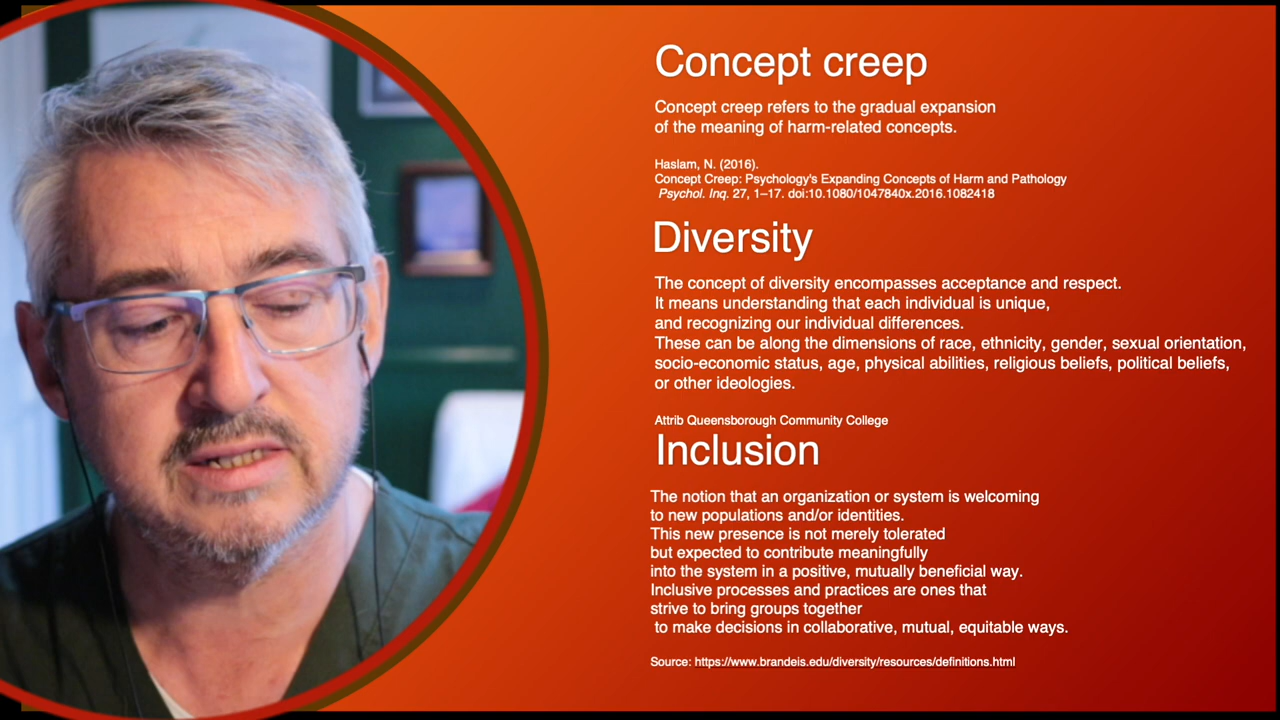 Concept creep
Concept creep refers to the gradual expansion
of the meaning of harm-related concepts.
Haslam, N. (2016).
Concept Creep: Psychology's Expanding Concepts of Harm and Pathology
Psychol. Inq. 27, 1–17. doi:10.1080/1047840x.2016.1082418
Diversity
The concept of diversity encompasses acceptance and respect.
It means understanding that each individual is unique,
and recognizing our individual differences.
These can be along the dimensions of race, ethnicity, gender, sexual orientation,
socio-economic status, age, physical abilities, religious beliefs, political beliefs,
or other ideologies.
Attrib Queensborough Community College
Inclusion
The notion that an organization or system is welcoming
to new populations and/or identities.
This new presence is not merely tolerated
but expected to contribute meaningfully
into the system in a positive, mutually beneficial way.
Inclusive processes and practices are ones that
strive to bring groups together
to make decisions in collaborative, mutual, equitable ways.
Source: https://www.brandeis.edu/diversity/resources/definitions.html